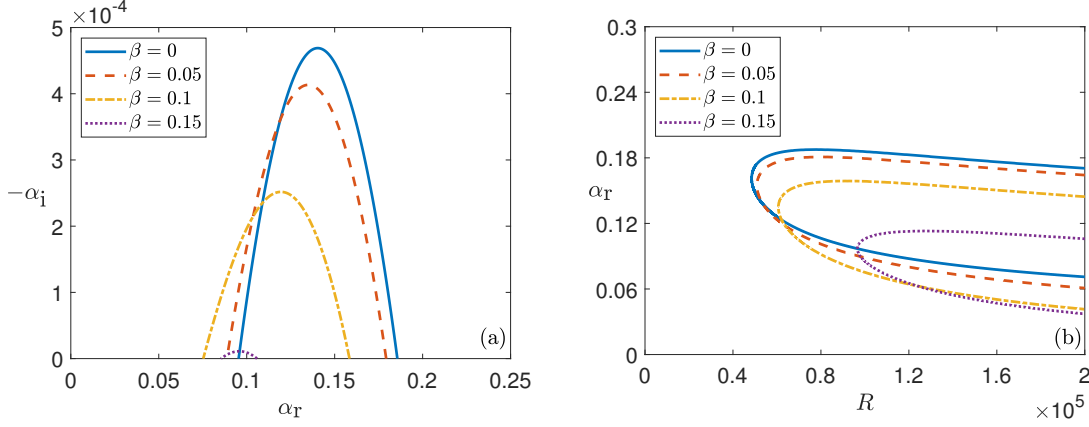 ×10⁻⁴
5
4
3
2
1
0
−αᵢ
β = 0
β = 0.05
β = 0.1
β = 0.15
(a)
0 0.05 0.1 0.15 0.2 0.25
αᵣ
0.3
0.24
0.18
0.12
0.06
0
αᵣ
β = 0
β = 0.05
β = 0.1
β = 0.15
(b)
0 0.4 0.8 1.2 1.6 2
R
×10⁵